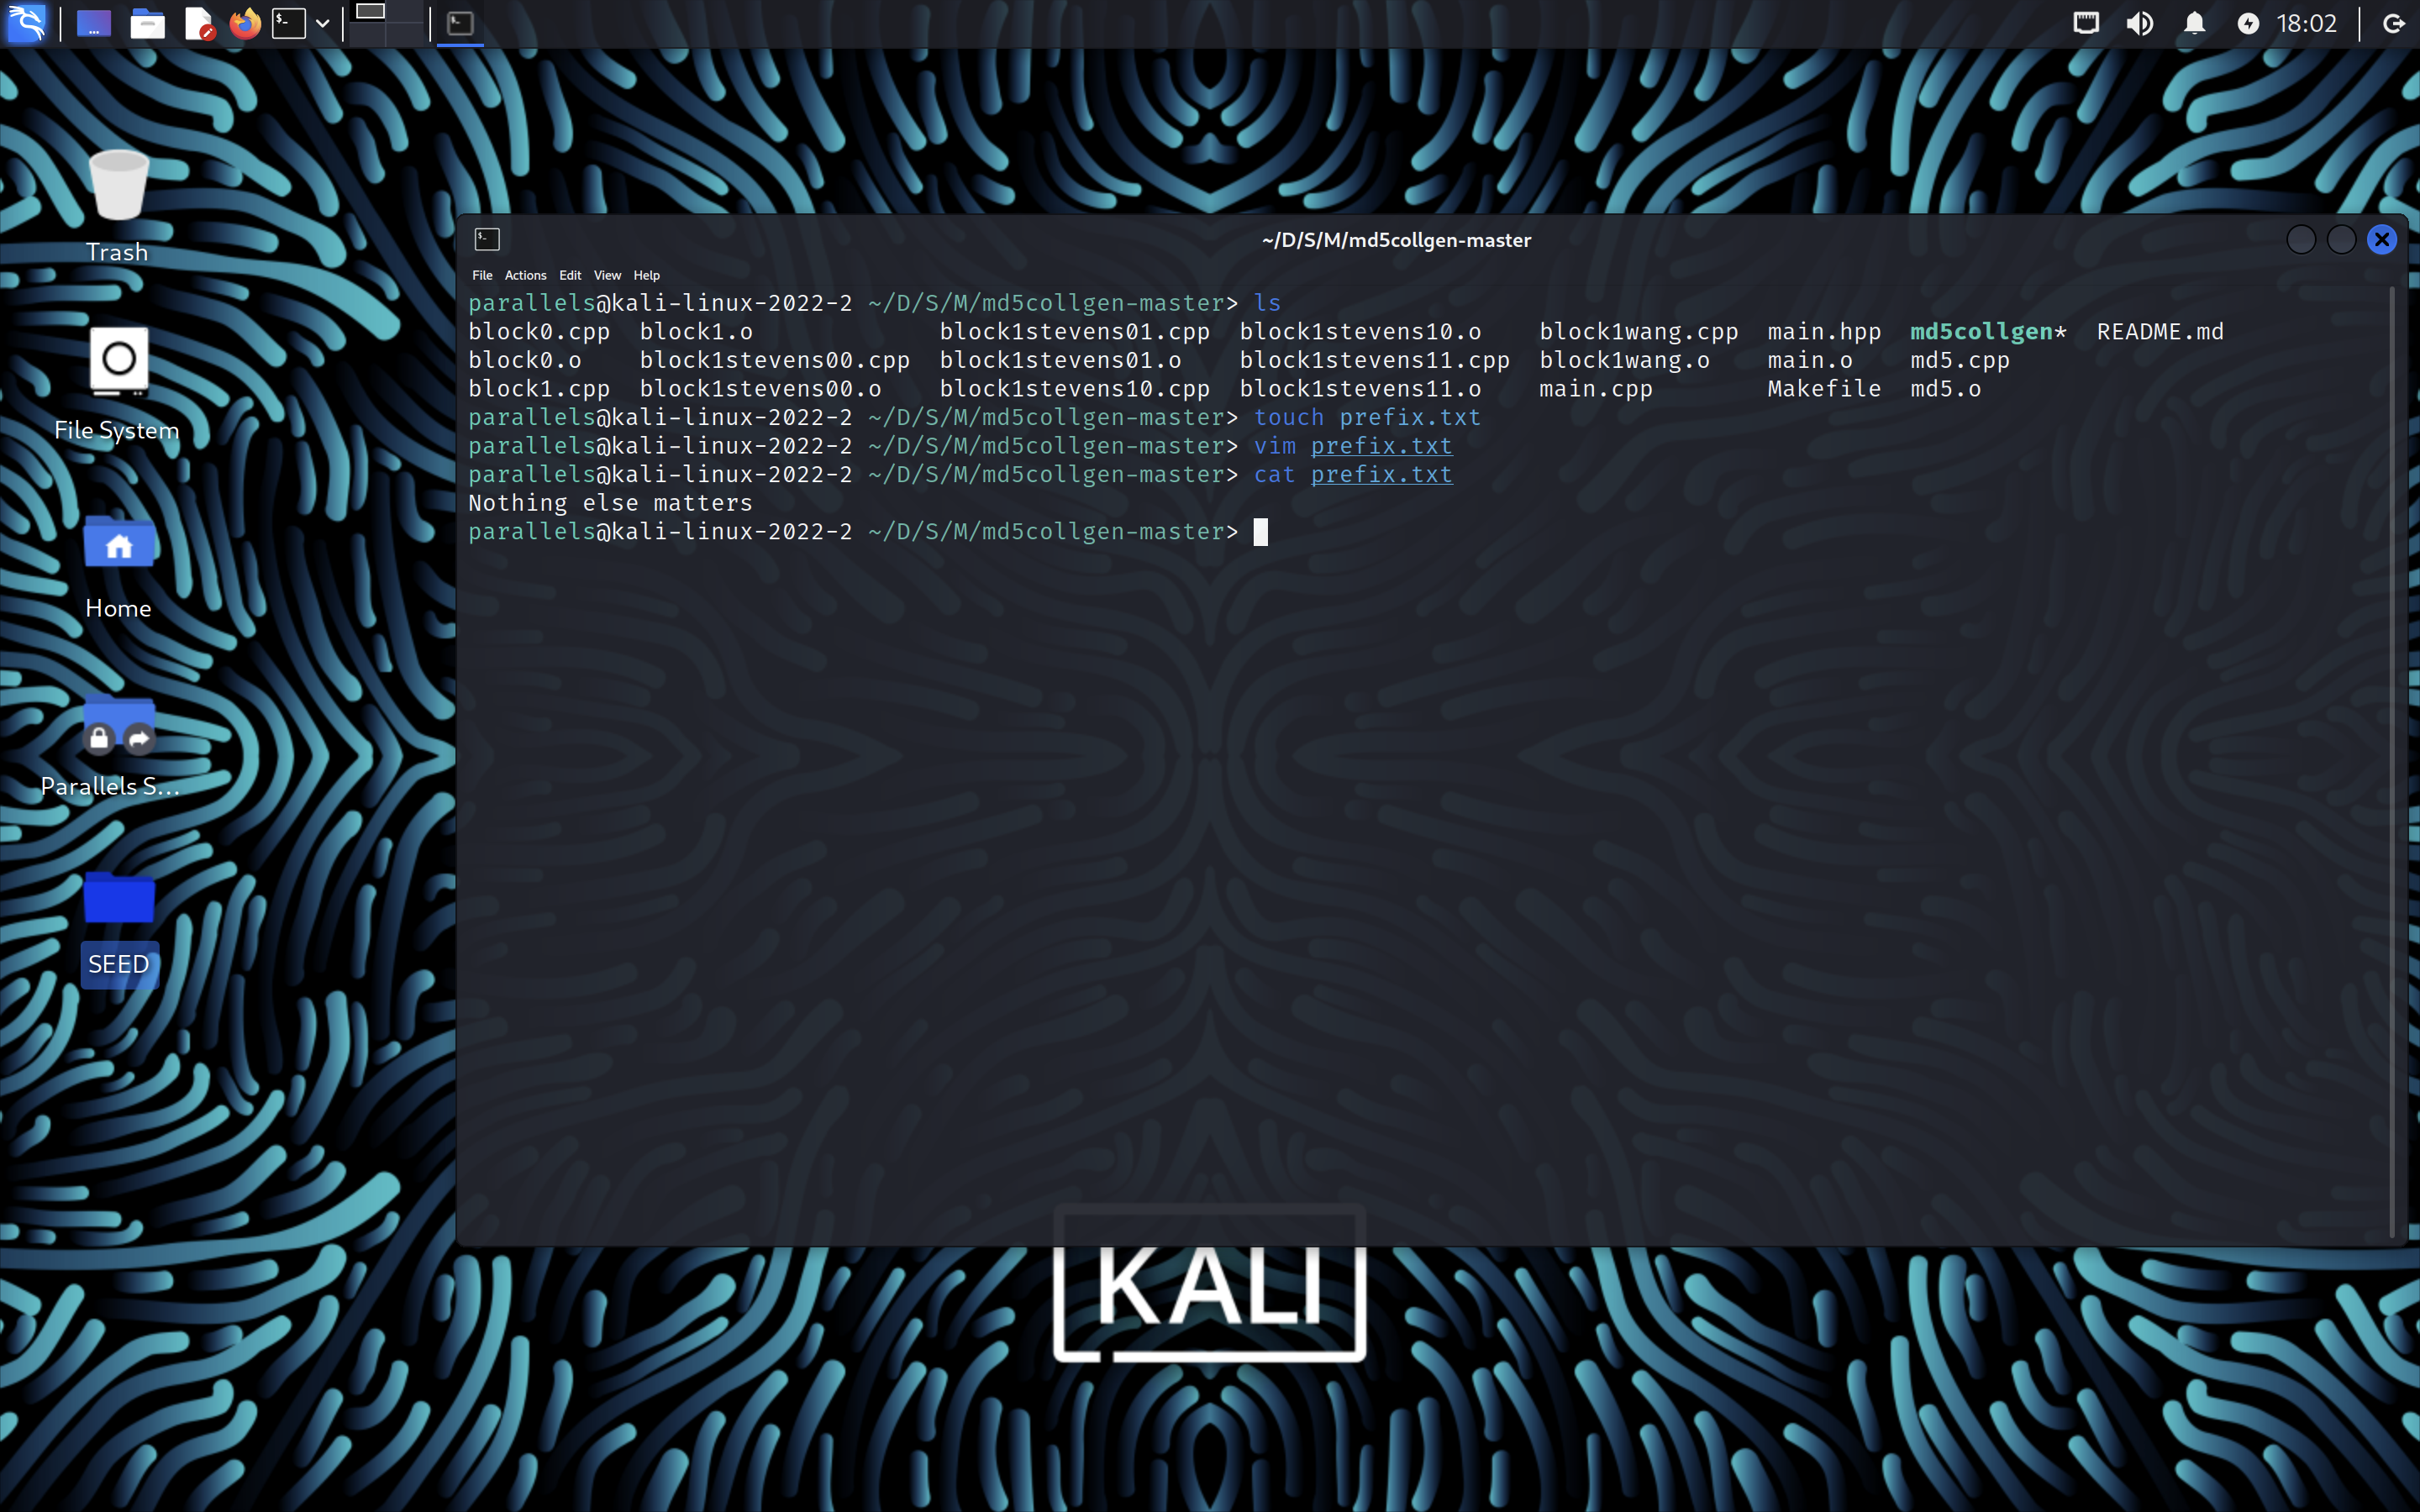 18:02
Trash
File System
Home
Parallels S...
SEED
~/D/S/M/md5collgen-master
File Actions Edit View Help
parallels@kali-linux-2022-2 ~/D/S/M/md5collgen-master> ls
block0.cpp  block1.o             block1stevens01.cpp  block1stevens10.o    block1wang.cpp  main.hpp  md5collgen*  README.md
block0.o    block1stevens00.cpp  block1stevens01.o    block1stevens11.cpp  block1wang.o    main.o    md5.cpp
block1.cpp  block1stevens00.o    block1stevens10.cpp  block1stevens11.o    main.cpp        Makefile  md5.o
parallels@kali-linux-2022-2 ~/D/S/M/md5collgen-master> touch prefix.txt
parallels@kali-linux-2022-2 ~/D/S/M/md5collgen-master> vim prefix.txt
parallels@kali-linux-2022-2 ~/D/S/M/md5collgen-master> cat prefix.txt
Nothing else matters
parallels@kali-linux-2022-2 ~/D/S/M/md5collgen-master>
KALI